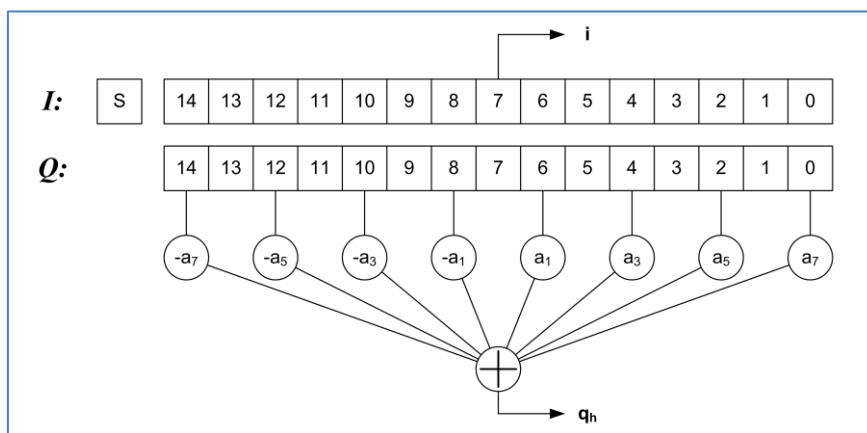 i
I: S 14 13 12 11 10 9 8 7 6 5 4 3 2 1 0
Q: 14 13 12 11 10 9 8 7 6 5 4 3 2 1 0
-a₇ -a₅ -a₃ -a₁ a₁ a₃ a₅ a₇
qₕ